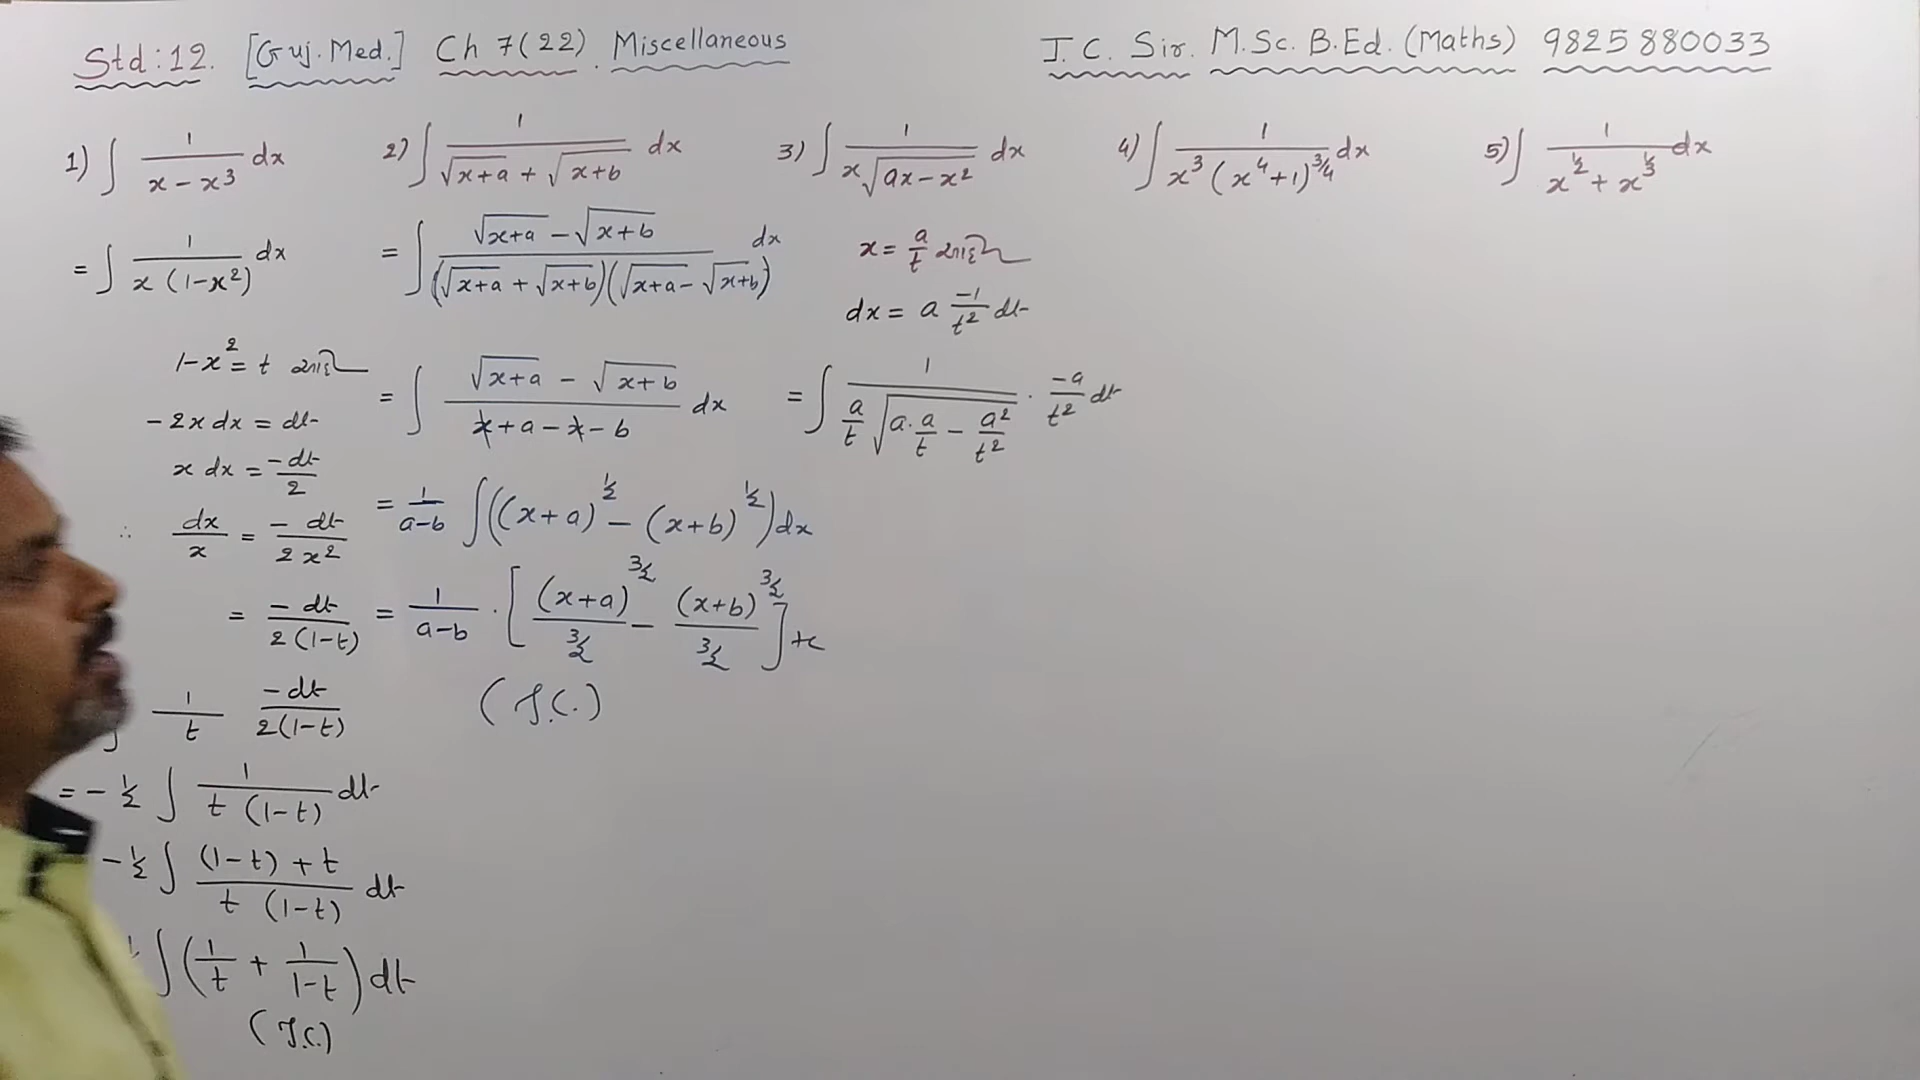 Std:12. [Guj. Med.] Ch 7(22). Miscellaneous
J. C. Sir. M.Sc. B.Ed. (Maths) 9825880033
1) ∫ 1/(x - x³) dx
= ∫ 1/(x (1-x²)) dx
1-x² = t
-2x dx = dt
x dx = -dt/2
∴ dx/x = -dt/(2x²)
= -dt/(2(1-t))
∫ 1/t -dt/(2(1-t))
= -½ ∫ 1/(t (1-t)) dt
-½ ∫ ((1-t) + t)/(t (1-t)) dt
∫ (1/t + 1/(1-t)) dt
(J.C.)
2) ∫ 1/(√(x+a) + √(x+b)) dx
= ∫ (√(x+a) - √(x+b))/((√(x+a) + √(x+b))(√(x+a) - √(x+b))) dx
= ∫ (√(x+a) - √(x+b))/(x+a-x-b) dx
= 1/(a-b) ∫((x+a)^½ - (x+b)^½) dx
= 1/(a-b) · [(x+a)^(3/2)/(3/2) - (x+b)^(3/2)/(3/2)] + c
(J.C.)
3) ∫ 1/(x√(ax-x²)) dx
x = a/t
dx = a -1/t² dt
= ∫ 1/(a/t √(a·a/t - a²/t²)) · -a/t² dt
4) ∫ 1/(x³ (x⁴+1)^¾) dx
5) ∫ 1/(x^½ + x^⅓) dx